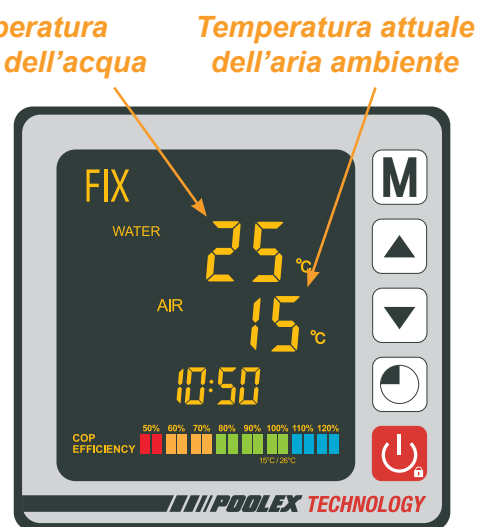 Temperatura attuale
dell'acqua dell'aria ambiente
FIX
M
WATER 25 °C
AIR 15 °C
10:50
50% 60% 70% 80% 90% 100% 110% 120%
COP
EFFICIENCY
15°C / 26°C
POOLEX TECHNOLOGY